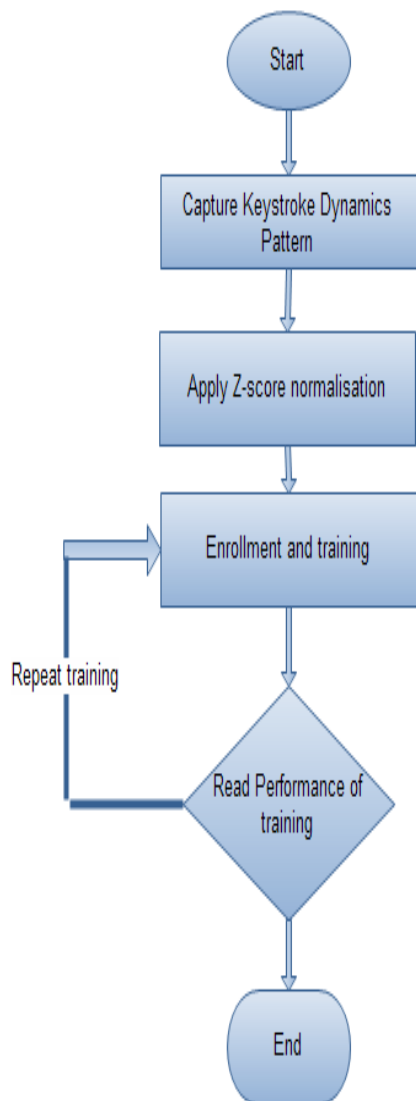 Start
Capture Keystroke Dynamics
Pattern
Apply Z-score normalisation
Enrollment and training
Repeat training
Read Performance of
training
End